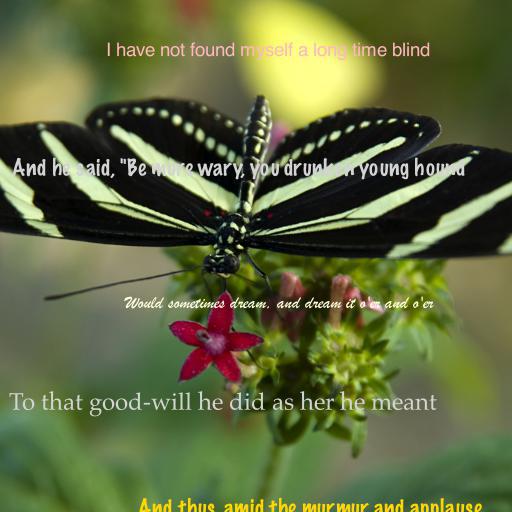 I have not found myself a long time blind
And he said, "Be more wary, you drunken young hound
Would sometimes dream, and dream it o'er and o'er
To that good-will he did as her he meant
And thus, amid the murmur and applause